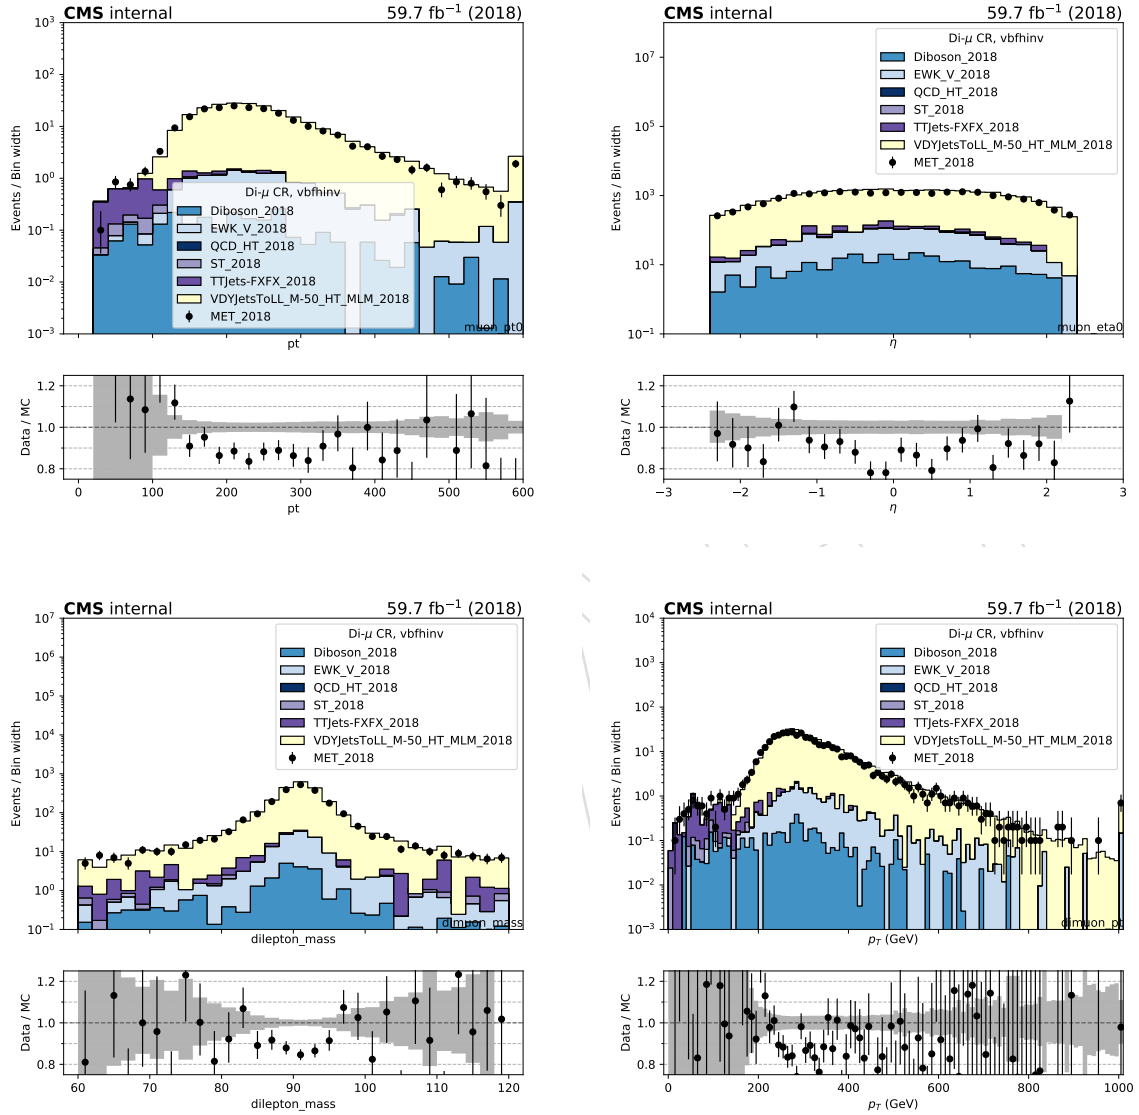 CMS internal 59.7 fb⁻¹ (2018)
Events / Bin width
10³
10²
10¹
10⁰
10⁻¹
10⁻²
10⁻³
Di-μ CR, vbfhinv
Diboson_2018
EWK_V_2018
QCD_HT_2018
ST_2018
TTJets-FXFX_2018
VDYJetsToLL_M-50_HT_MLM_2018
MET_2018
muon_pt0
pt
Data / MC
1.2
1.0
0.8
0 100 200 300 400 500 600
pt
CMS internal 59.7 fb⁻¹ (2018)
Events / Bin width
10⁷
10⁵
10³
10¹
10⁻¹
Di-μ CR, vbfhinv
Diboson_2018
EWK_V_2018
QCD_HT_2018
ST_2018
TTJets-FXFX_2018
VDYJetsToLL_M-50_HT_MLM_2018
MET_2018
muon_eta0
η
Data / MC
1.2
1.0
0.8
−3 −2 −1 0 1 2 3
η
CMS internal 59.7 fb⁻¹ (2018)
Events / Bin width
10⁷
10⁶
10⁵
10⁴
10³
10²
10¹
10⁰
10⁻¹
Di-μ CR, vbfhinv
Diboson_2018
EWK_V_2018
QCD_HT_2018
ST_2018
TTJets-FXFX_2018
VDYJetsToLL_M-50_HT_MLM_2018
MET_2018
dimuon_mass
dilepton_mass
Data / MC
1.2
1.0
0.8
60 70 80 90 100 110 120
dilepton_mass
CMS internal 59.7 fb⁻¹ (2018)
Events / Bin width
10⁴
10³
10²
10¹
10⁰
10⁻¹
10⁻²
10⁻³
Di-μ CR, vbfhinv
Diboson_2018
EWK_V_2018
QCD_HT_2018
ST_2018
TTJets-FXFX_2018
VDYJetsToLL_M-50_HT_MLM_2018
MET_2018
dimuon_pt
p_T (GeV)
Data / MC
1.2
1.0
0.8
0 200 400 600 800 1000
p_T (GeV)